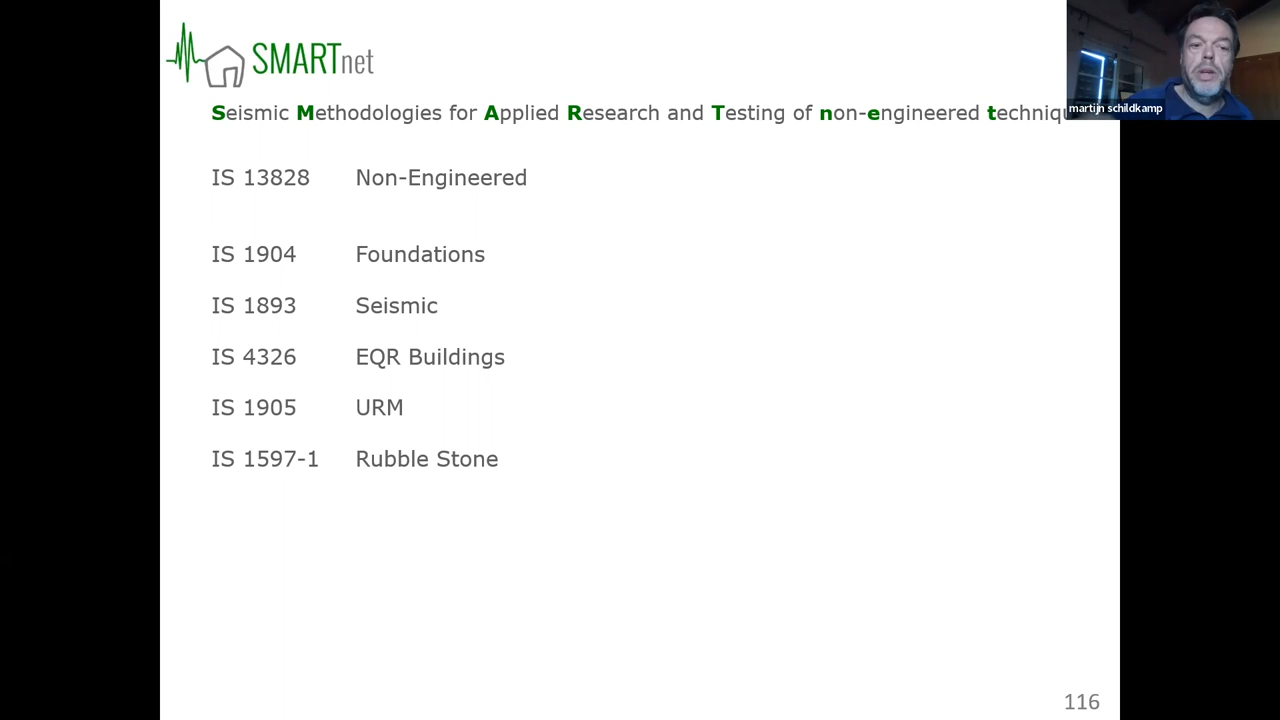 SMARTnet
Seismic Methodologies for Applied Research and Testing of non-engineered techniqu
martijn schildkamp
IS 13828 Non-Engineered
IS 1904 Foundations
IS 1893 Seismic
IS 4326 EQR Buildings
IS 1905 URM
IS 1597-1 Rubble Stone
116